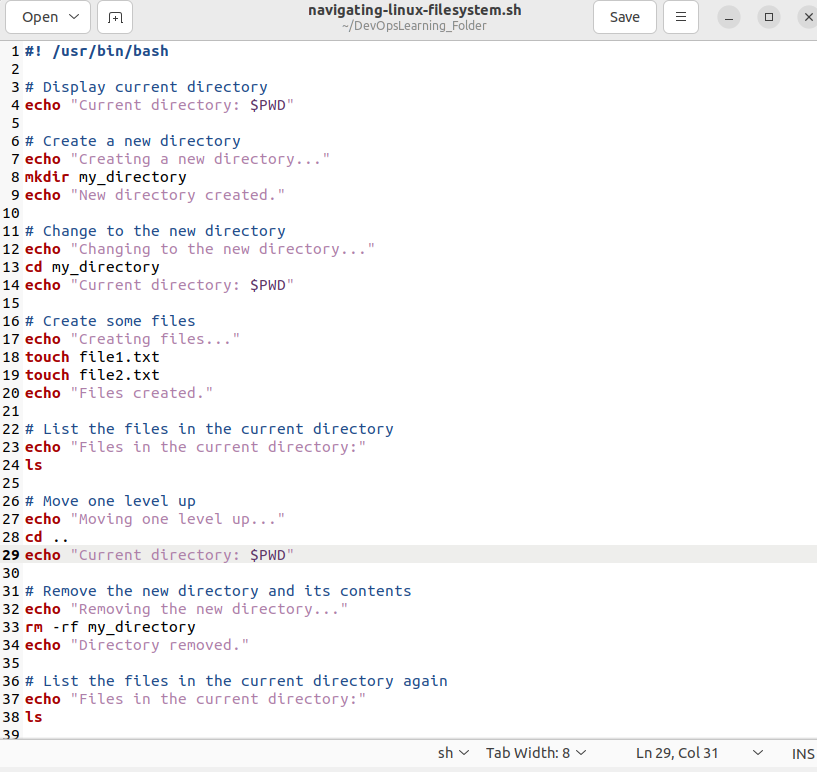 Open
navigating-linux-filesystem.sh
~/DevOpsLearning_Folder
Save
1 #! /usr/bin/bash
2
3 # Display current directory
4 echo "Current directory: $PWD"
5
6 # Create a new directory
7 echo "Creating a new directory..."
8 mkdir my_directory
9 echo "New directory created."
10
11 # Change to the new directory
12 echo "Changing to the new directory..."
13 cd my_directory
14 echo "Current directory: $PWD"
15
16 # Create some files
17 echo "Creating files..."
18 touch file1.txt
19 touch file2.txt
20 echo "Files created."
21
22 # List the files in the current directory
23 echo "Files in the current directory:"
24 ls
25
26 # Move one level up
27 echo "Moving one level up..."
28 cd ..
29 echo "Current directory: $PWD"
30
31 # Remove the new directory and its contents
32 echo "Removing the new directory..."
33 rm -rf my_directory
34 echo "Directory removed."
35
36 # List the files in the current directory again
37 echo "Files in the current directory:"
38 ls
39
sh Tab Width: 8 Ln 29, Col 31 INS